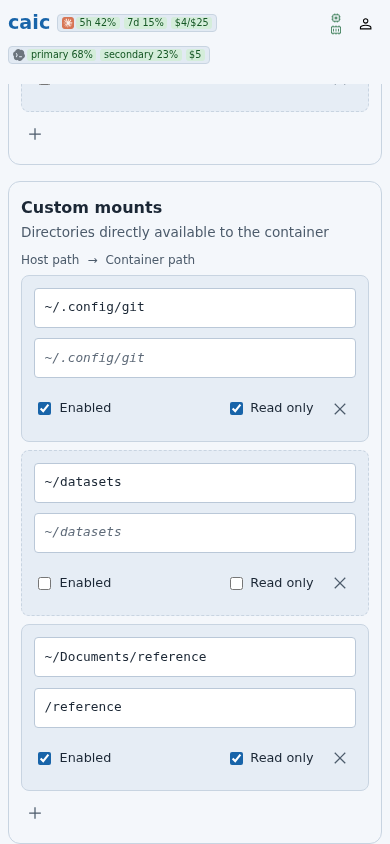 caic 5h 42% 7d 15% $4/$25
primary 68% secondary 23% $5
Custom mounts
Directories directly available to the container
Host path → Container path
~/.config/git
~/.config/git
Enabled Read only
~/datasets
~/datasets
Enabled Read only
~/Documents/reference
/reference
Enabled Read only